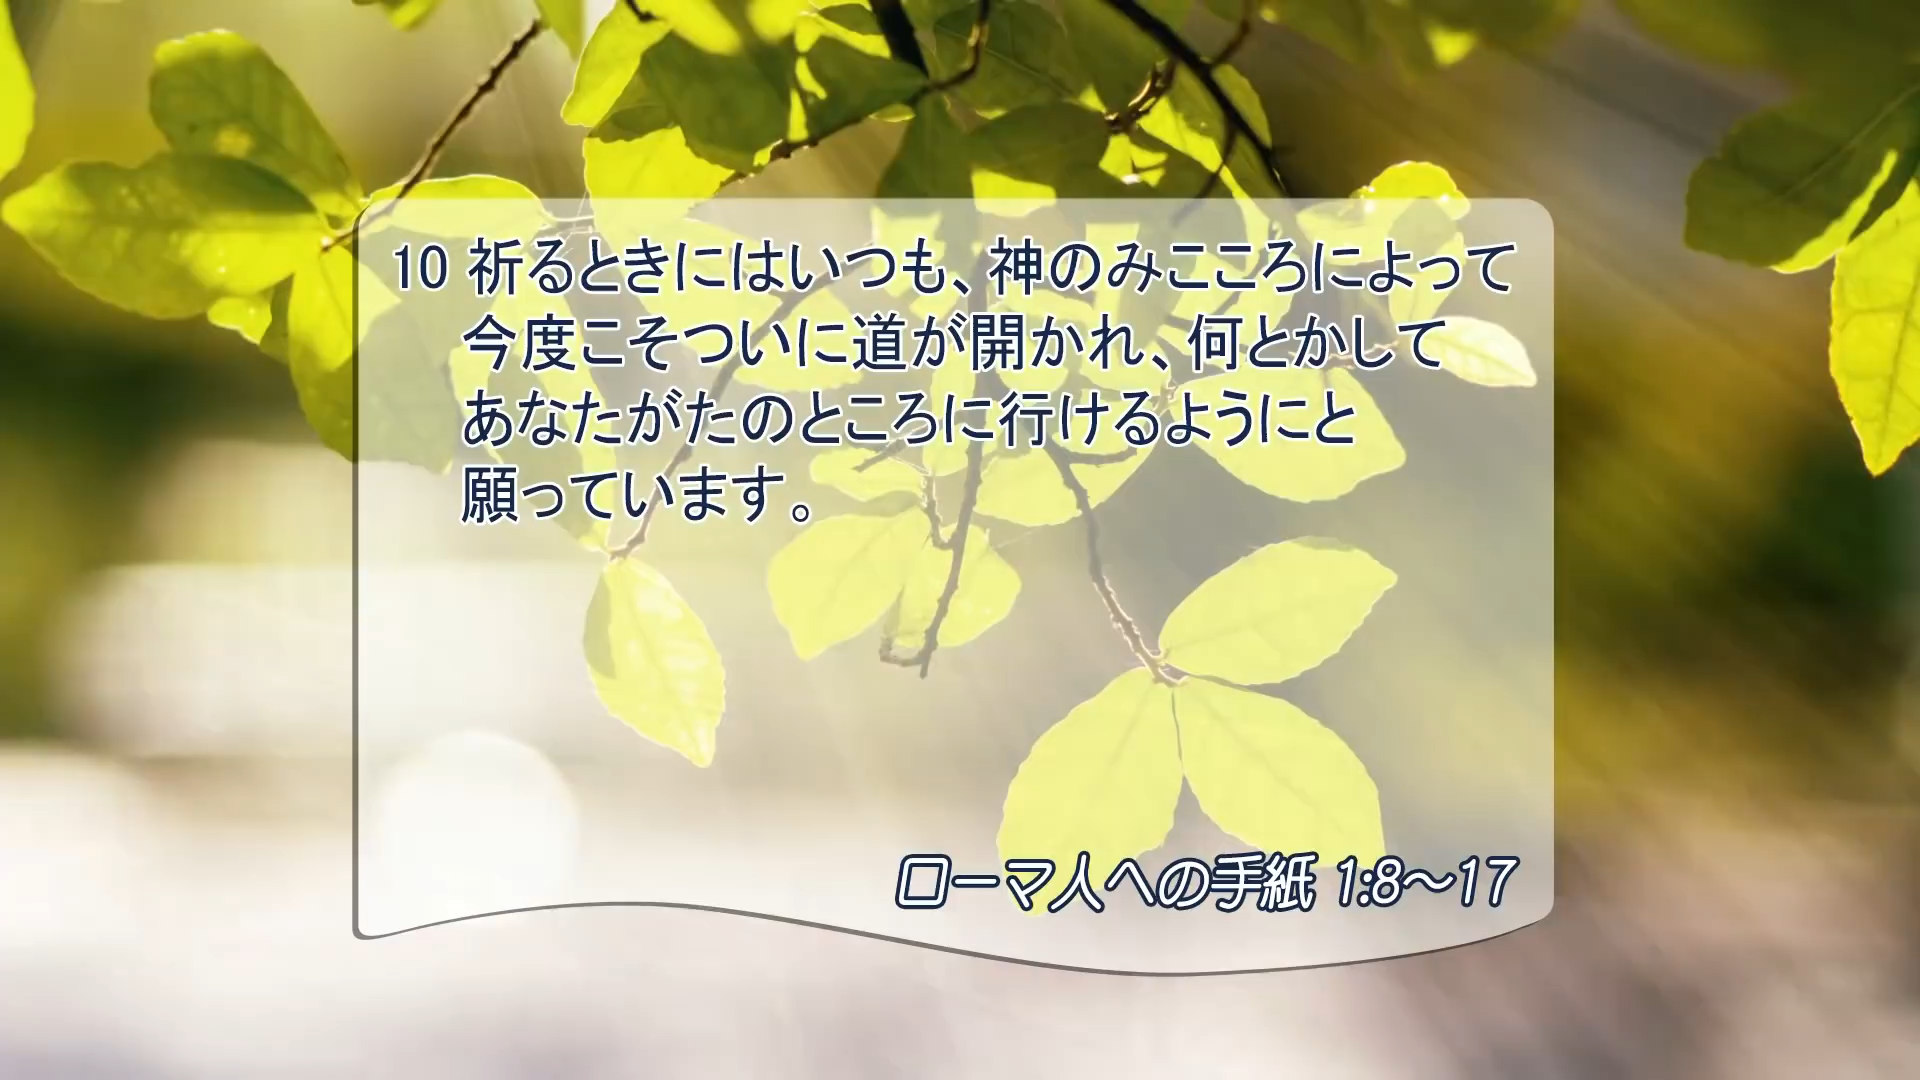 10 祈るときにはいつも、神のみこころによって
今度こそついに道が開かれ、何とかして
あなたがたのところに行けるようにと
願っています。
ローマ人への手紙 1:8～17